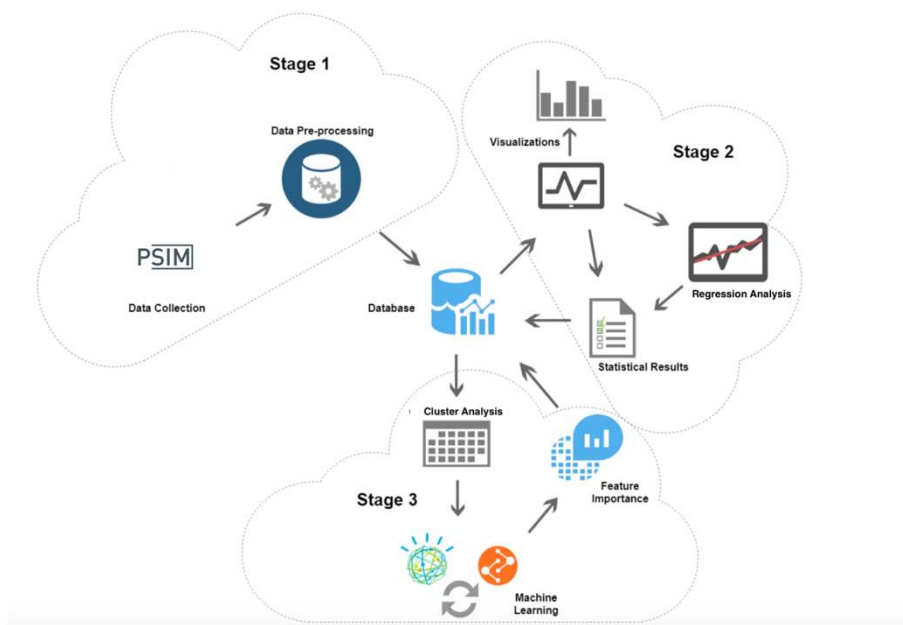 Stage 1
Data Pre-processing
PSIM
Data Collection
Database
Stage 2
Visualizations
Regression Analysis
Statistical Results
Cluster Analysis
Stage 3
Feature
Importance
Machine
Learning